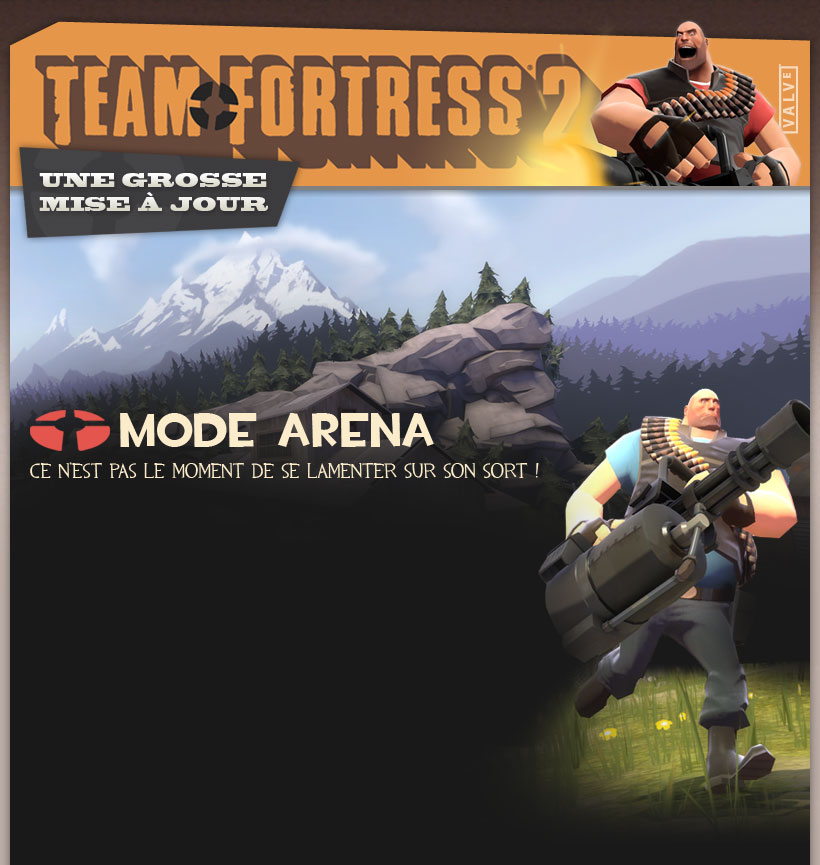 TEAM FORTRESS 2
VALVE
UNE GROSSE
MISE À JOUR
MODE ARENA
CE N'EST PAS LE MOMENT DE SE LAMENTER SUR SON SORT !